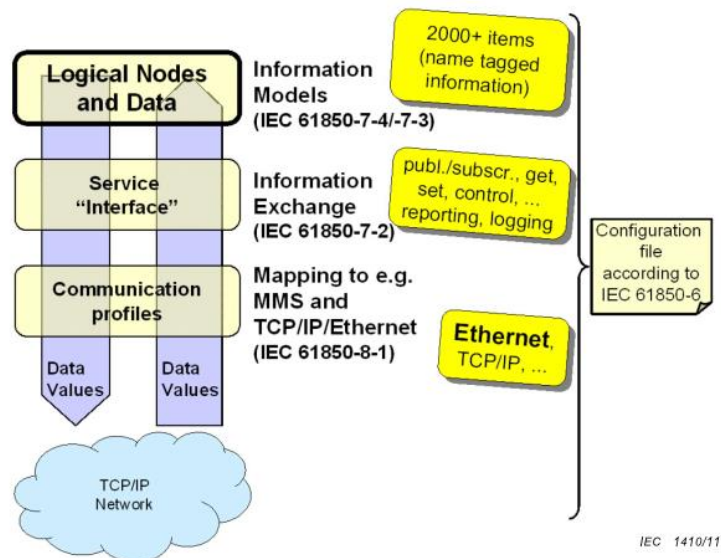 Logical Nodes
and Data
Information
Models
(IEC 61850-7-4/-7-3)
2000+ items
(name tagged
information)
Service
“Interface”
Information
Exchange
(IEC 61850-7-2)
publ./subscr., get,
set, control, ...
reporting, logging
Communication
profiles
Mapping to e.g.
MMS and
TCP/IP/Ethernet
(IEC 61850-8-1)
Ethernet,
TCP/IP, ...
Configuration
file
according to
IEC 61850-6
Data
Values
Data
Values
TCP/IP
Network
IEC 1410/11